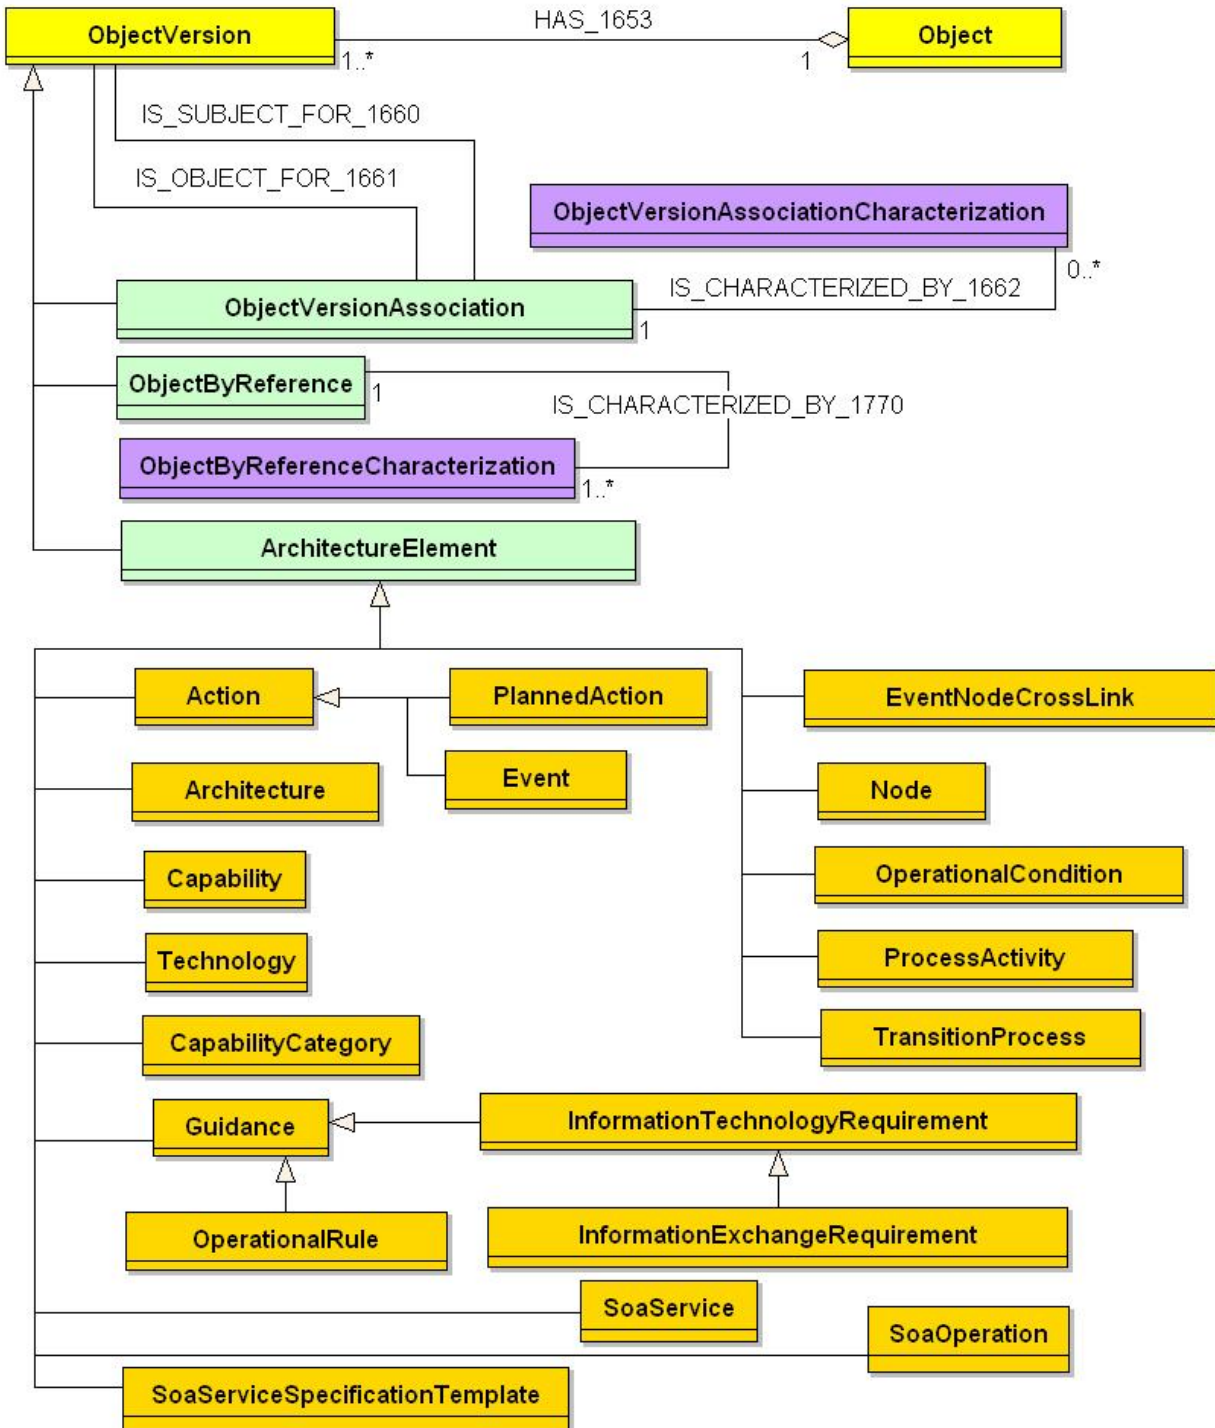 ObjectVersion
HAS_1653
Object
1..*
1
IS_SUBJECT_FOR_1660
IS_OBJECT_FOR_1661
ObjectVersionAssociationCharacterization
0..*
IS_CHARACTERIZED_BY_1662
ObjectVersionAssociation
1
ObjectByReference
1
IS_CHARACTERIZED_BY_1770
ObjectByReferenceCharacterization
1..*
ArchitectureElement
Action
PlannedAction
EventNodeCrossLink
Event
Architecture
Node
Capability
OperationalCondition
Technology
ProcessActivity
CapabilityCategory
TransitionProcess
Guidance
InformationTechnologyRequirement
OperationalRule
InformationExchangeRequirement
SoaService
SoaOperation
SoaServiceSpecificationTemplate